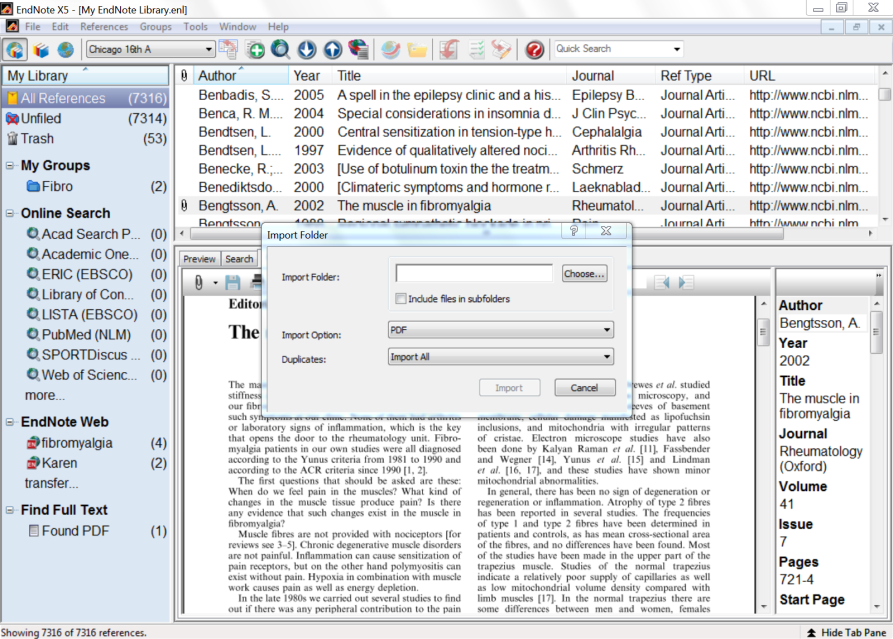 EndNote X5 - [My EndNote Library.enl]
File Edit References Groups Tools Window Help
Chicago 16th A
Quick Search
My Library
All References (7316)
Unfiled (7314)
Trash (53)
My Groups
Fibro (2)
Online Search
Acad Search P... (0)
Academic One... (0)
ERIC (EBSCO) (0)
Library of Con... (0)
LISTA (EBSCO) (0)
PubMed (NLM) (0)
SPORTDiscus ... (0)
Web of Scienc... (0)
more...
EndNote Web
fibromyalgia (4)
Karen (2)
transfer...
Find Full Text
Found PDF (1)
Author Year Title Journal Ref Type URL
Benbadis, S.... 2005 A spell in the epilepsy clinic and a his... Epilepsy B... Journal Arti... http://www.ncbi.nlm...
Benca, R. M.... 2004 Special considerations in insomnia d... J Clin Psyc... Journal Arti... http://www.ncbi.nlm...
Bendtsen, L. 2000 Central sensitization in tension-type h... Cephalalgia Journal Arti... http://www.ncbi.nlm...
Bendtsen, L.... 1997 Evidence of qualitatively altered noci... Arthritis Rh... Journal Arti... http://www.ncbi.nlm...
Benecke, R.;... 2003 [Use of botulinum toxin the the treatm... Schmerz Journal Arti... http://www.ncbi.nlm...
Benediktsdo... 2000 [Climateric symptoms and hormone r... Laeknablad... Journal Arti... http://www.ncbi.nlm...
Bengtsson, A. 2002 The muscle in fibromyalgia Rheumatol... Journal Arti... http://www.ncbi.nlm...
Bengtsson 1988 Regional sympathetic blockade in pri... Pain Journal Arti... http://www.ncbi.nlm...
Import Folder
Import Folder:
Choose...
Include files in subfolders
Import Option:
PDF
Duplicates:
Import All
Import Cancel
Preview Search
Editor
The
The ma
stiffness
our fibr
such symptoms at our clinic. None of them had arthritis
or laboratory signs of inflammation, which is the key
that opens the door to the rheumatology unit. Fibro-
myalgia patients in our own studies were all diagnosed
according to the Yunus criteria from 1981 to 1990 and
according to the ACR criteria since 1990 [1, 2].
The first questions that should be asked are these:
When do we feel pain in the muscles? What kind of
changes in the muscle tissue produce pain? Is there
any evidence that such changes exist in the muscle in
fibromyalgia?
Muscle fibres are not provided with nociceptors [for
reviews see 3–5]. Chronic degenerative muscle disorders
are not painful. Inflammation can cause sensitization of
pain receptors, but on the other hand polymyositis can
exist without pain. Hypoxia in combination with muscle
work causes pain as well as energy depletion.
In the late 1980s we carried out several studies to find
out if there was any peripheral contribution to the pain
rewes et al. studied
microscopy, and
eeves of basement
membrane, cellular damage manifested as lipofuchsin
inclusions, and mitochondria with irregular patterns
of cristae. Electron microscope studies have also
been done by Kalyan Raman et al. [11], Fassbender
and Wegner [14], Yunus et al. [15] and Lindman
et al. [16, 17], and these studies have shown minor
mitochondrial abnormalities.
In general, there has been no sign of degeneration or
regeneration or inflammation. Atrophy of type 2 fibres
has been reported in several studies. The frequencies
of type 1 and type 2 fibres have been determined in
patients and controls, as has mean cross-sectional area
of the fibres, and no differences have been found. Most
of the studies have been made in the upper part of the
trapezius muscle. Studies of the normal trapezius
indicate a relatively poor supply of capillaries as well
as low mitochondrial volume density compared with
limb muscles [17]. In the normal trapezius there are
some differences between men and women, females
Author
Bengtsson, A.
Year
2002
Title
The muscle in
fibromyalgia
Journal
Rheumatology
(Oxford)
Volume
41
Issue
7
Pages
721-4
Start Page
Showing 7316 of 7316 references.
Hide Tab Pane